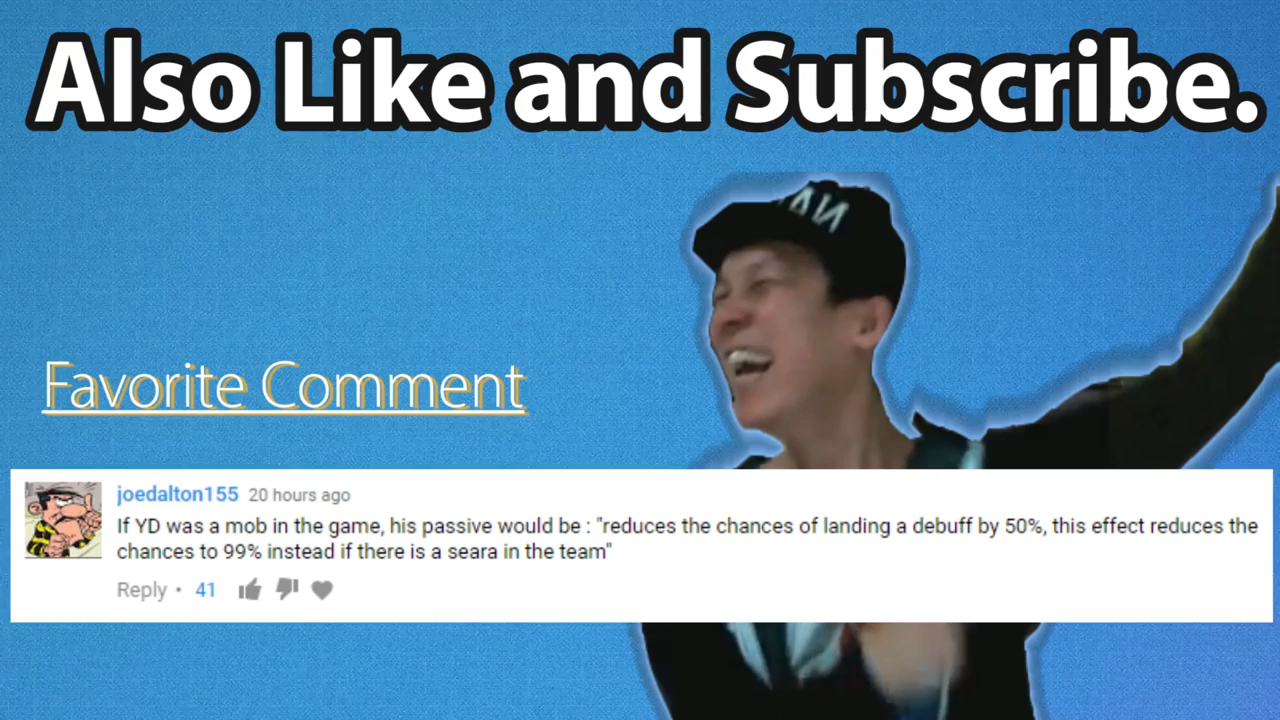 Also Like and Subscribe.
Favorite Comment
joedalton155 20 hours ago
If YD was a mob in the game, his passive would be : "reduces the chances of landing a debuff by 50%, this effect reduces the
chances to 99% instead if there is a seara in the team"
Reply • 41